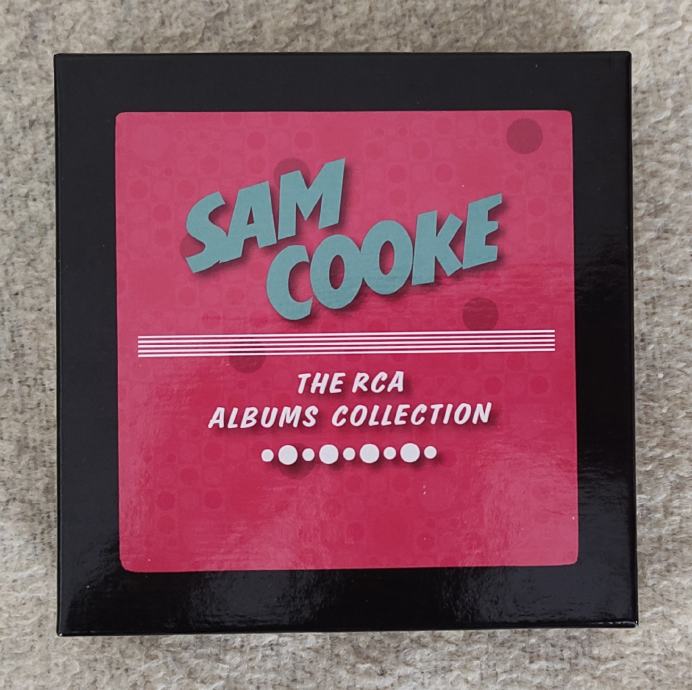 SAM
COOKE
THE RCA
ALBUMS COLLECTION